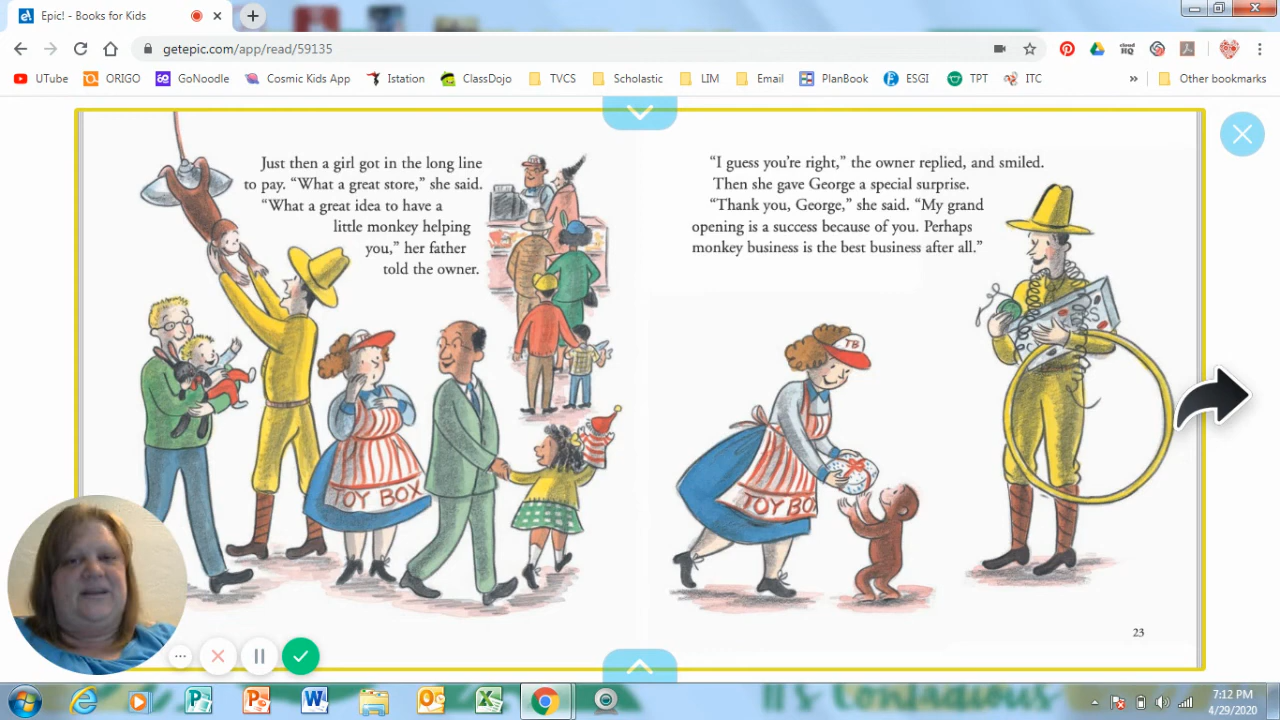 Epic! - Books for Kids
getepic.com/app/read/59135
UTube ORIGO GoNoodle Cosmic Kids App Istation ClassDojo TVCS Scholastic LIM Email PlanBook ESGI TPT ITC » Other bookmarks
Just then a girl got in the long line
to pay. “What a great store,” she said.
“What a great idea to have a
little monkey helping
you,” her father
told the owner.
TOY BOX
“I guess you’re right,” the owner replied, and smiled.
Then she gave George a special surprise.
“Thank you, George,” she said. “My grand
opening is a success because of you. Perhaps
monkey business is the best business after all.”
TB
TOY BOX
23
7:12 PM
4/29/2020